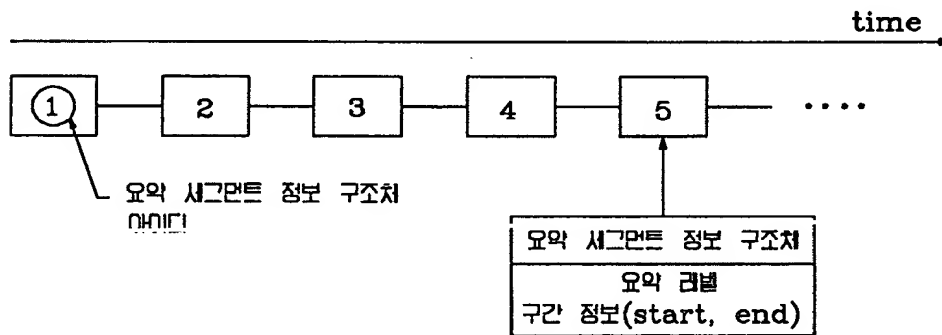 time
1
2
3
4
5
....
요약 세그먼트 정보 구조체
아이디
요약 세그먼트 정보 구조체
요약 레벨
구간 정보(start, end)